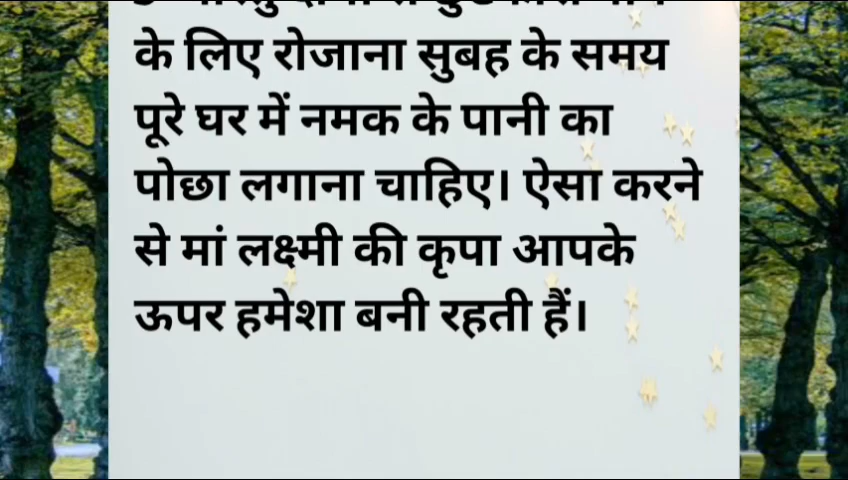 के लिए रोजाना सुबह के समय
पूरे घर में नमक के पानी का
पोछा लगाना चाहिए। ऐसा करने
से मां लक्ष्मी की कृपा आपके
ऊपर हमेशा बनी रहती हैं।